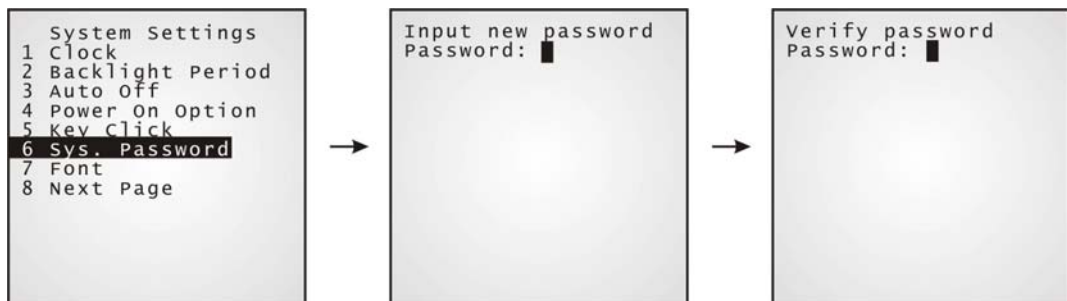 System Settings
1 Clock
2 Backlight Period
3 Auto Off
4 Power On Option
5 Key Click
6 Sys. Password
7 Font
8 Next Page
Input new password
Password:
Verify password
Password: